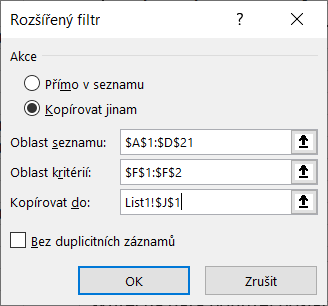 Rozšířený filtr ? ×
Akce
Přímo v seznamu
Kopírovat jinam
Oblast seznamu: $A$1:$D$21
Oblast kritérií: $F$1:$F$2
Kopírovat do: List1!$J$1
Bez duplicitních záznamů
OK Zrušit